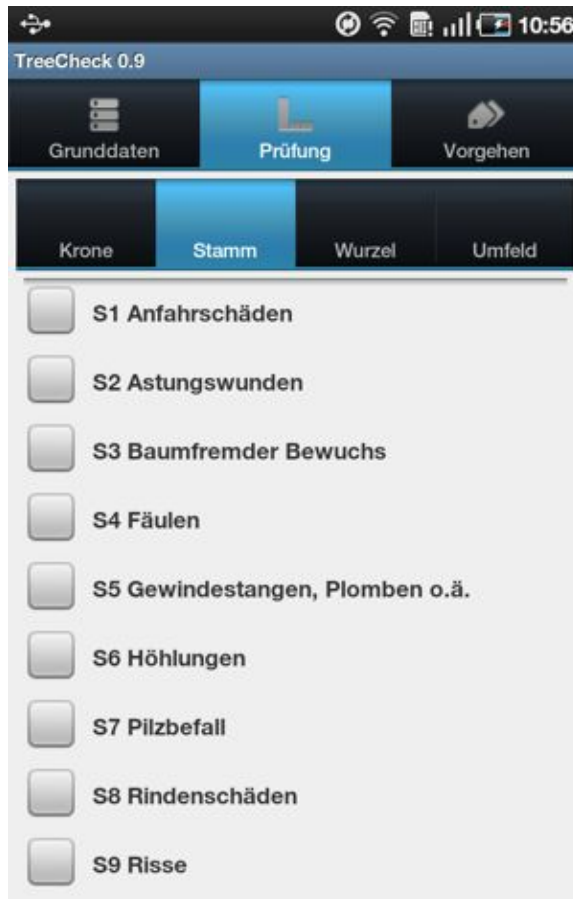 10:56
TreeCheck 0.9
Grunddaten Prüfung Vorgehen
Krone Stamm Wurzel Umfeld
S1 Anfahrschäden
S2 Astungswunden
S3 Baumfremder Bewuchs
S4 Fäulen
S5 Gewindestangen, Plomben o.ä.
S6 Höhlungen
S7 Pilzbefall
S8 Rindenschäden
S9 Risse